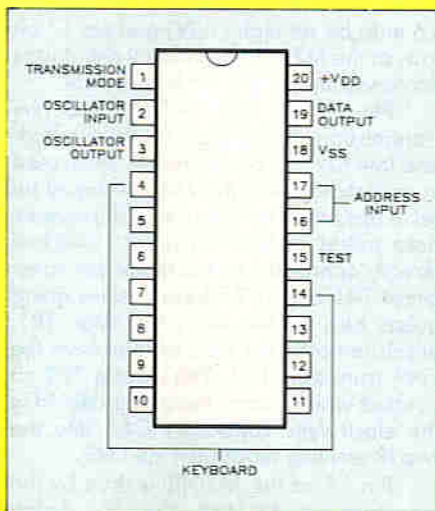 TRANSMISSION
MODE
1
20
+VDD
OSCILLATOR
INPUT
2
19
DATA
OUTPUT
OSCILLATOR
OUTPUT
3
18
VSS
4
17
ADDRESS
INPUT
5
16
6
15
TEST
7
14
8
13
9
12
10
11
KEYBOARD